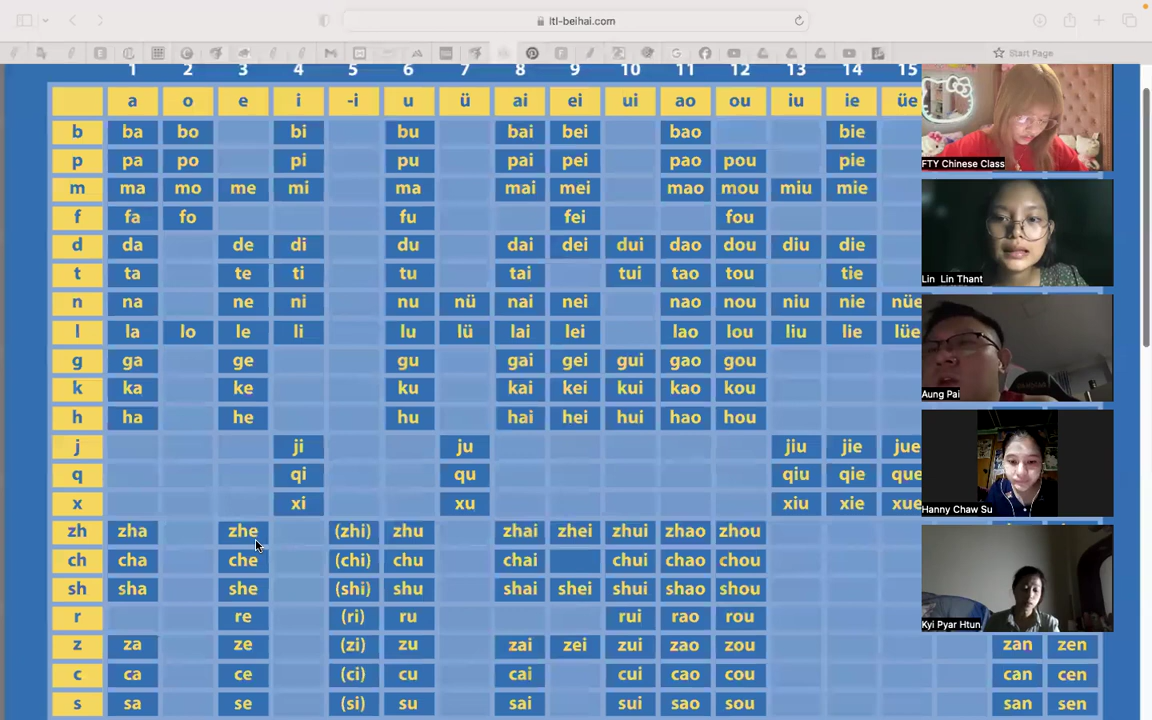 ltl-beihai.com
Start Page
1 2 3 4 5 6 7 8 9 10 11 12 13 14 15
a o e i -i u ü ai ei ui ao ou iu ie üe
b ba bo bi bu bai bei bao bie
p pa po pi pu pai pei pao pou pie
m ma mo me mi ma mai mei mao mou miu mie
f fa fo fu fei fou
d da de di du dai dei dui dao dou diu die
t ta te ti tu tai tui tao tou tie
n na ne ni nu nü nai nei nao nou niu nie nüe
l la lo le li lu lü lai lei lao lou liu lie lüe
g ga ge gu gai gei gui gao gou
k ka ke ku kai kei kui kao kou
h ha he hu hai hei hui hao hou
j ji ju jiu jie jue
q qi qu qiu qie que
x xi xu xiu xie xue
zh zha zhe (zhi) zhu zhai zhei zhui zhao zhou
ch cha che (chi) chu chai chui chao chou
sh sha she (shi) shu shai shei shui shao shou
r re (ri) ru rui rao rou
z za ze (zi) zu zai zei zui zao zou zan zen
c ca ce (ci) cu cai cui cao cou can cen
s sa se (si) su sai sui sao sou san sen
FTY Chinese Class
Lin Lin Thant
Aung Pai
Hanny Chaw Su
Kyi Pyar Htun